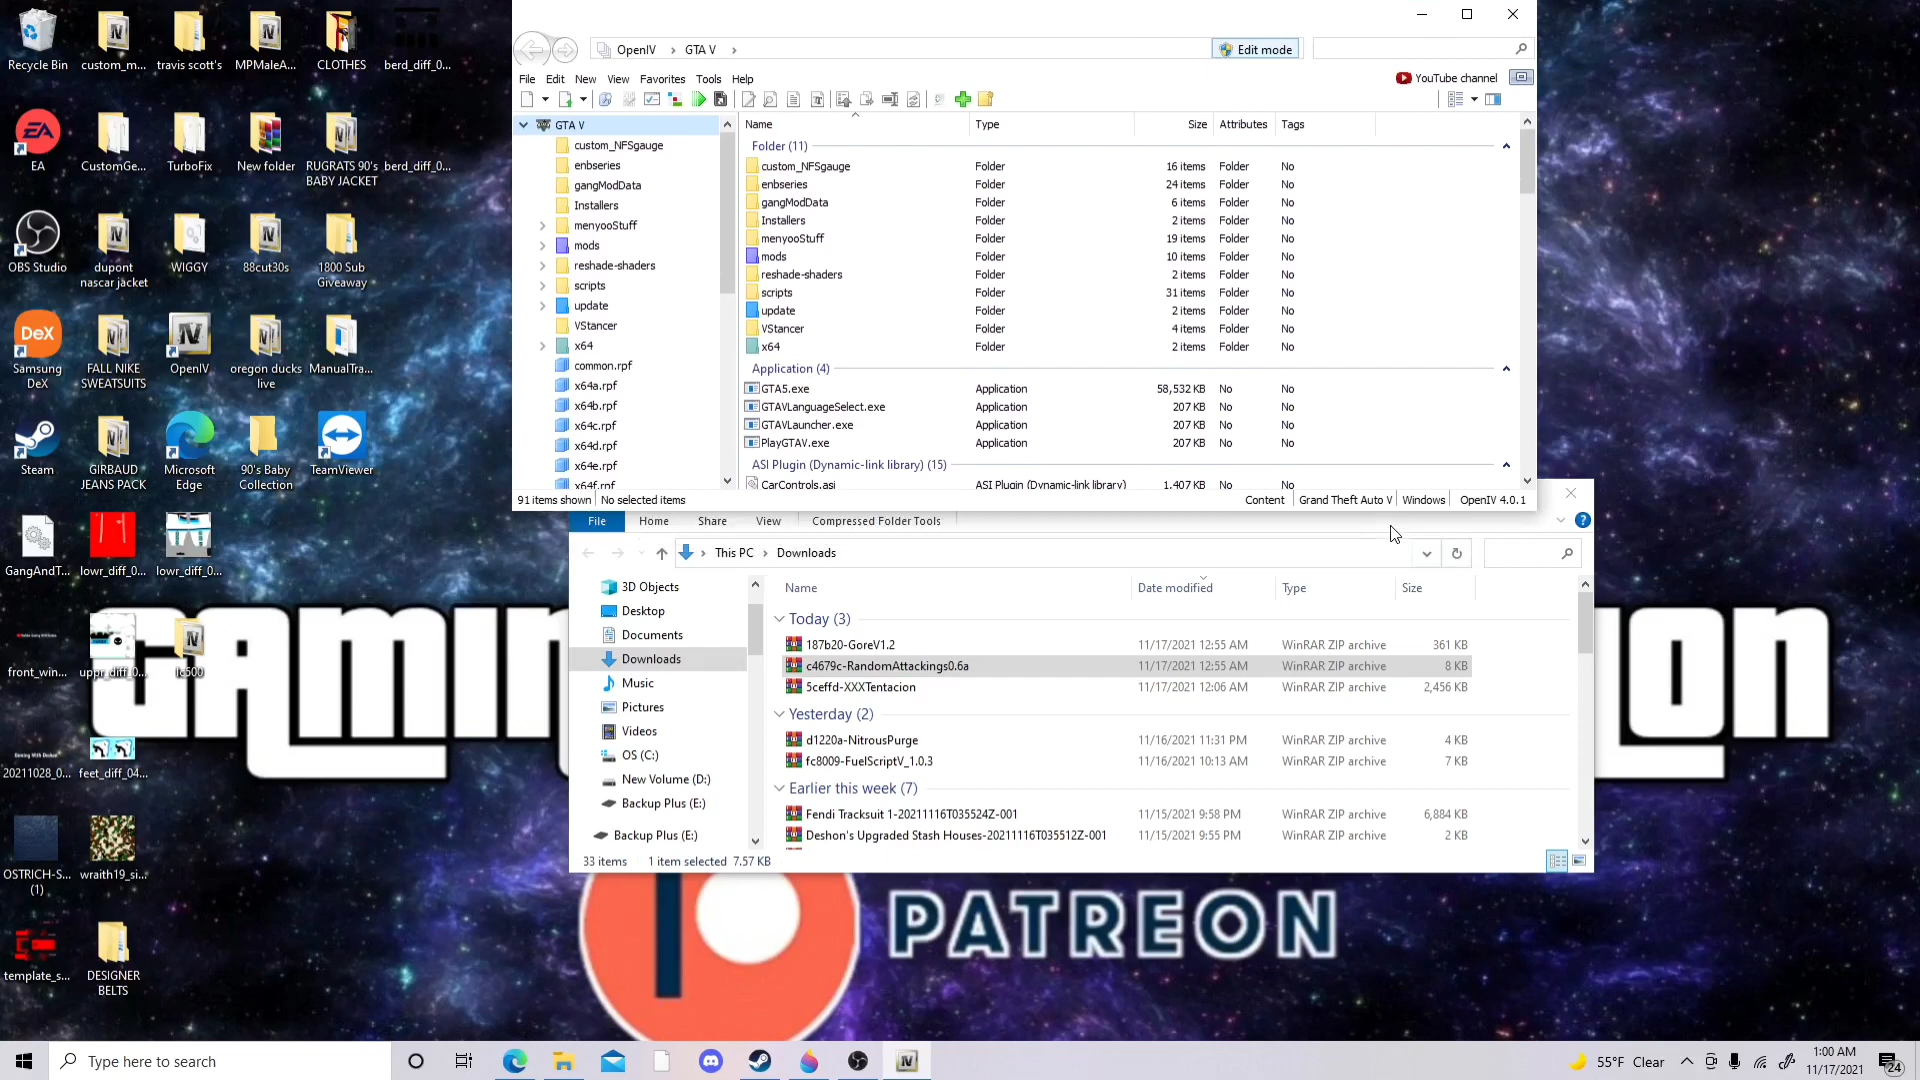 Recycle Bin
custom_m...
travis scott's
MPMaleA...
CLOTHES
berd_diff_0...
EA
CustomGe...
TurboFix
New folder
RUGRATS 90's BABY JACKET
berd_diff_0...
OBS Studio
dupont nascar jacket
WIGGY
88cut30s
1800 Sub Giveaway
Samsung DeX
FALL NIKE SWEATSUITS
OpenIV
oregon ducks live
ManualTra...
Steam
GIRBAUD JEANS PACK
Microsoft Edge
90's Baby Collection
TeamViewer
GangAndT...
lowr_diff_0...
lowr_diff_0...
front_win...
uppr_diff_0...
lc500
20211028_0...
feet_diff_04...
OSTRICH-S... (1)
wraith19_si...
template_s...
DESIGNER BELTS
OpenIV
GTA V
Edit mode
File Edit New View Favorites Tools Help
YouTube channel
GTA V
custom_NFSgauge
enbseries
gangModData
Installers
menyooStuff
mods
reshade-shaders
scripts
update
VStancer
x64
common.rpf
x64a.rpf
x64b.rpf
x64c.rpf
x64d.rpf
x64e.rpf
x64f.rpf
Name Type Size Attributes Tags
Folder (11)
custom_NFSgauge Folder 16 items Folder No
enbseries Folder 24 items Folder No
gangModData Folder 6 items Folder No
Installers Folder 2 items Folder No
menyooStuff Folder 19 items Folder No
mods Folder 10 items Folder No
reshade-shaders Folder 2 items Folder No
scripts Folder 31 items Folder No
update Folder 2 items Folder No
VStancer Folder 4 items Folder No
x64 Folder 2 items Folder No
Application (4)
GTA5.exe Application 58,532 KB No No
GTAVLanguageSelect.exe Application 207 KB No No
GTAVLauncher.exe Application 207 KB No No
PlayGTAV.exe Application 207 KB No No
ASI Plugin (Dynamic-link library) (15)
CarControls.asi ASI Plugin (Dynamic-link library) 1,407 KB No No
91 items shown No selected items Content Grand Theft Auto V Windows OpenIV 4.0.1
File Home Share View Compressed Folder Tools
This PC Downloads
3D Objects
Desktop
Documents
Downloads
Music
Pictures
Videos
OS (C:)
New Volume (D:)
Backup Plus (E:)
Backup Plus (E:)
Name Date modified Type Size
Today (3)
187b20-GoreV1.2 11/17/2021 12:55 AM WinRAR ZIP archive 361 KB
c4679c-RandomAttackings0.6a 11/17/2021 12:55 AM WinRAR ZIP archive 8 KB
5ceffd-XXXTentacion 11/17/2021 12:06 AM WinRAR ZIP archive 2,456 KB
Yesterday (2)
d1220a-NitrousPurge 11/16/2021 11:31 PM WinRAR ZIP archive 4 KB
fc8009-FuelScriptV_1.0.3 11/16/2021 10:13 AM WinRAR ZIP archive 7 KB
Earlier this week (7)
Fendi Tracksuit 1-20211116T035524Z-001 11/15/2021 9:58 PM WinRAR ZIP archive 6,884 KB
Deshon's Upgraded Stash Houses-20211116T035512Z-001 11/15/2021 9:55 PM WinRAR ZIP archive 2 KB
33 items 1 item selected 7.57 KB
GAMIN
ON
PATREON
Type here to search
55°F Clear
1:00 AM
11/17/2021
24